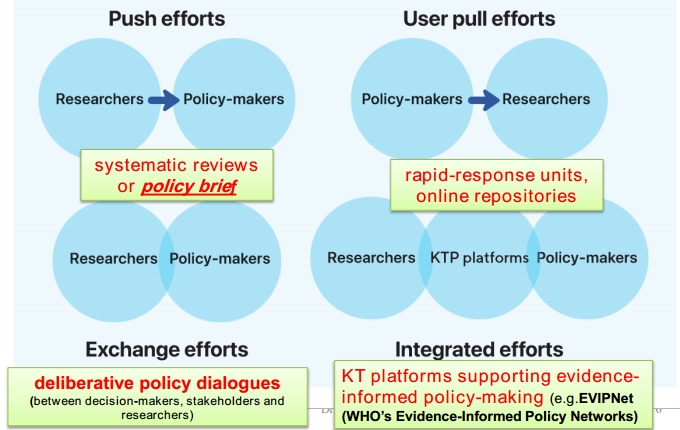 Push efforts
User pull efforts
Researchers
Policy-makers
Policy-makers
Researchers
systematic reviews
or policy brief
rapid-response units,
online repositories
Researchers
Policy-makers
Researchers
KTP platforms
Policy-makers
Exchange efforts
Integrated efforts
deliberative policy dialogues
(between decision-makers, stakeholders and
researchers)
KT platforms supporting evidence-
informed policy-making (e.g.EVIPNet
(WHO's Evidence-Informed Policy Networks)